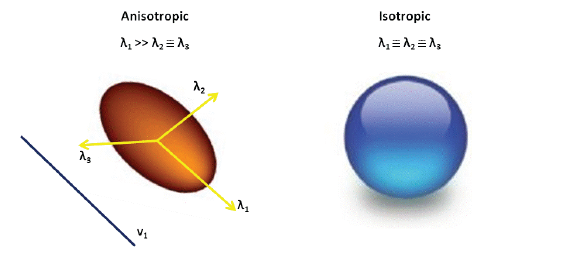 Anisotropic
λ₁ >> λ₂ ≡ λ₃
λ₂
λ₃
λ₁
v₁
Isotropic
λ₁ ≡ λ₂ ≡ λ₃